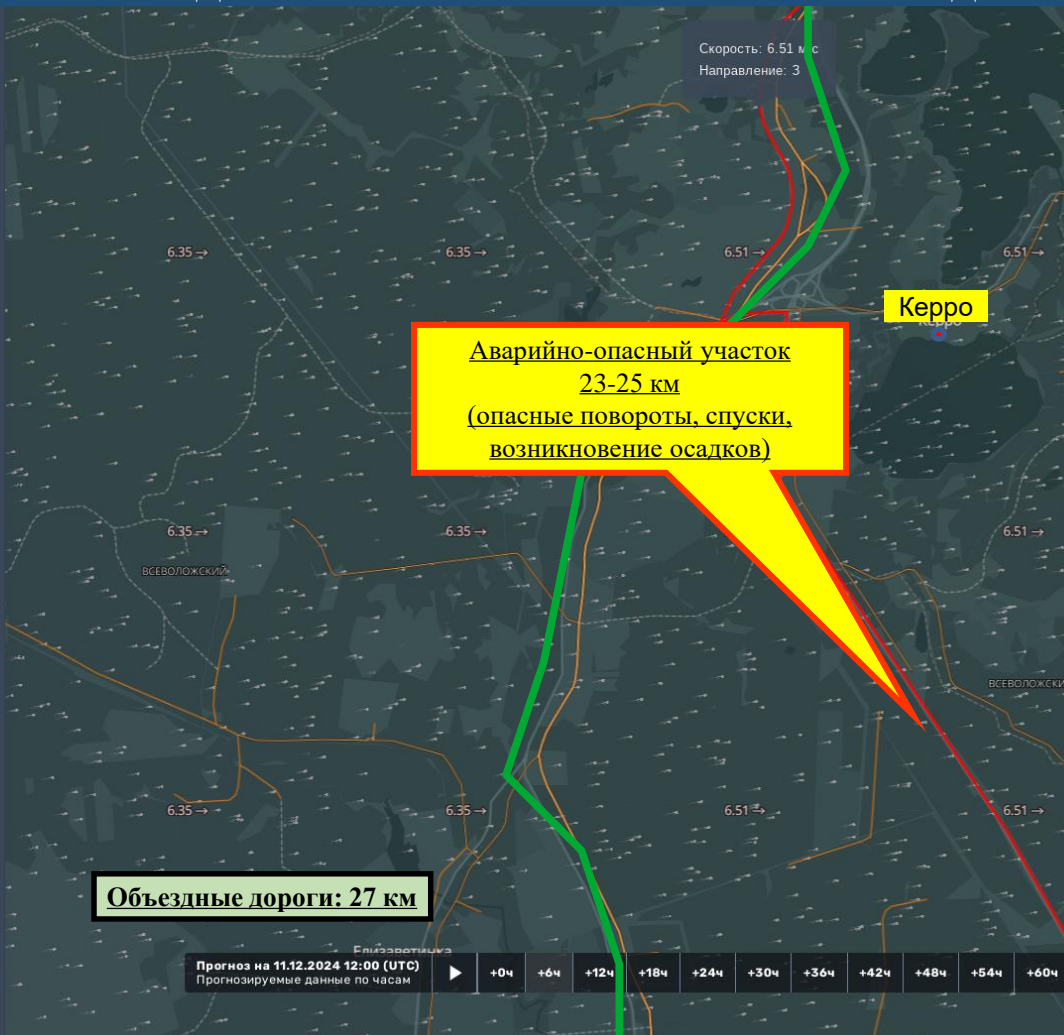 Скорость: 6.51 м/с
Направление: З
6.35→
6.35→
6.51→
6.51→
Керро
Керро
Аварийно-опасный участок
23-25 км
(опасные повороты, спуски,
возникновение осадков)
6.35→
6.35→
6.51→
ВСЕВОЛОЖСКИЙ
ВСЕВОЛОЖСКИ
6.35→
6.35→
6.51→
6.51→
Объездные дороги: 27 км
Елизаветинка
Прогноз на 11.12.2024 12:00 (UTC)
Прогнозируемые данные по часам
+0ч +6ч +12ч +18ч +24ч +30ч +36ч +42ч +48ч +54ч +60ч